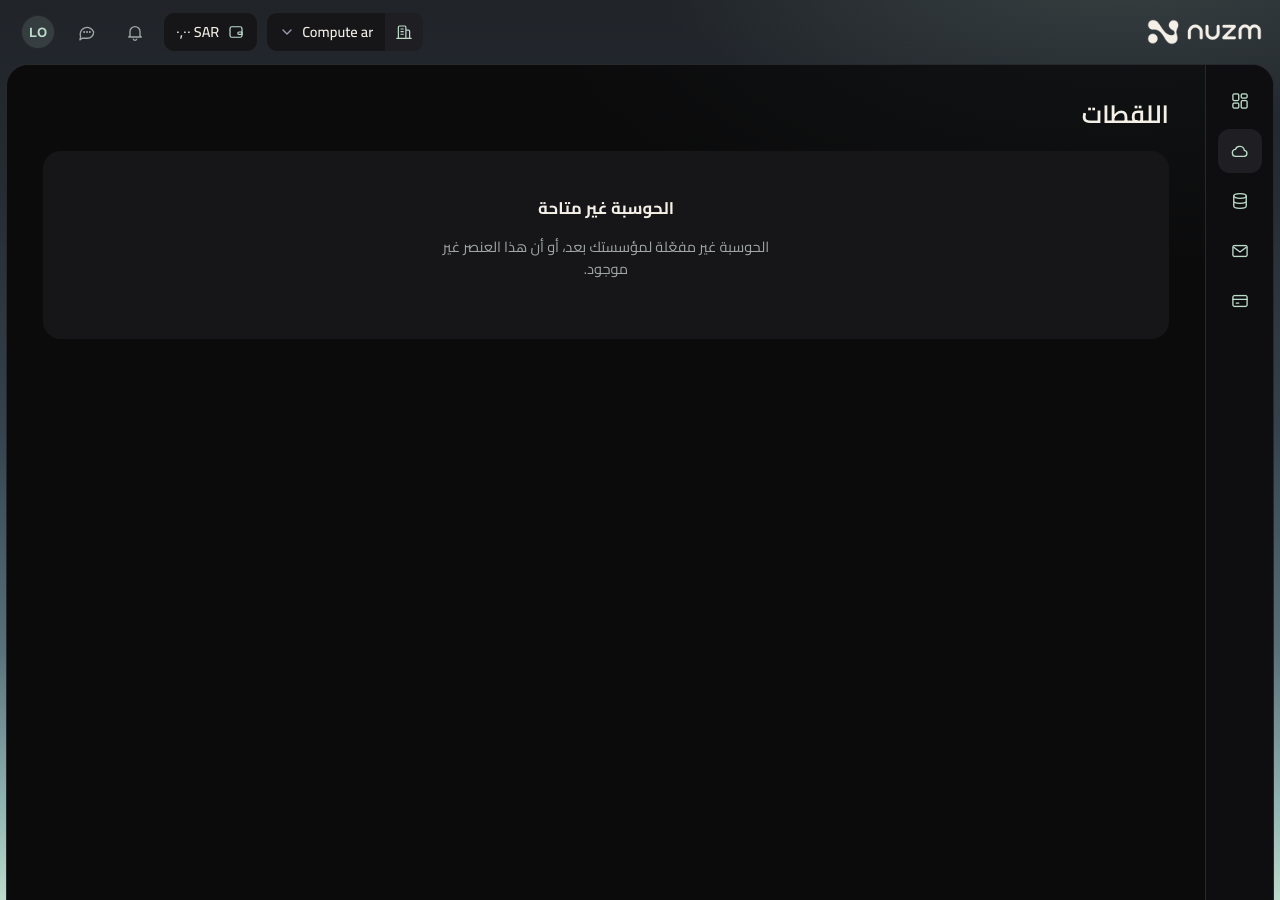 nuzm
Compute ar
٠٫٠٠ SAR
LO
اللقطات
الحوسبة غير متاحة
الحوسبة غير مفعّلة لمؤسستك بعد، أو أن هذا العنصر غير
موجود.